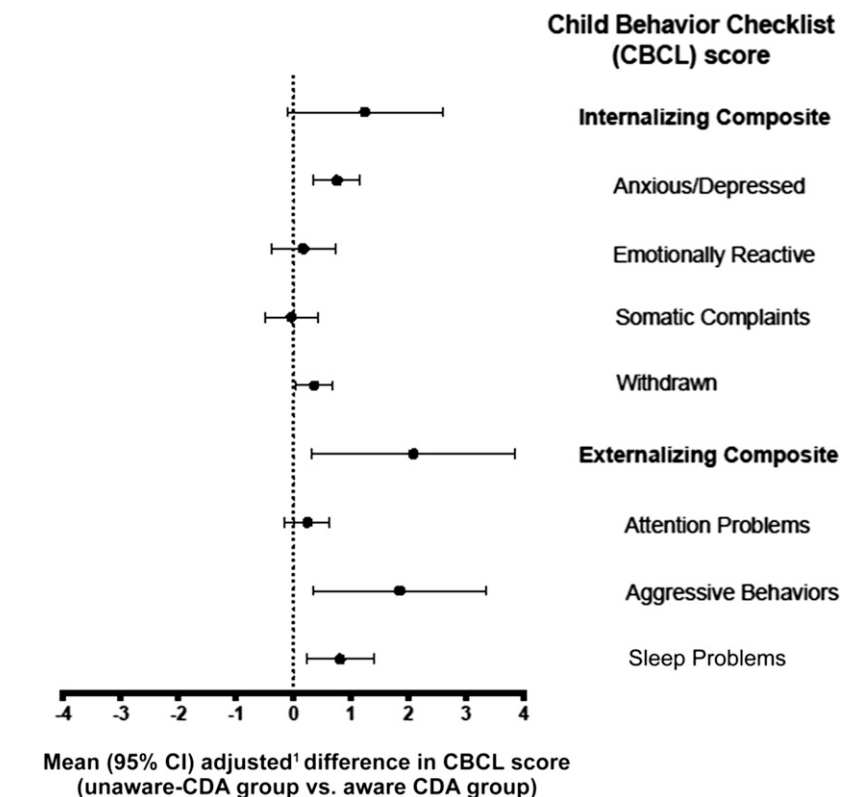 Child Behavior Checklist
(CBCL) score
Internalizing Composite
Anxious/Depressed
Emotionally Reactive
Somatic Complaints
Withdrawn
Externalizing Composite
Attention Problems
Aggressive Behaviors
Sleep Problems
-4 -3 -2 -1 0 1 2 3 4
Mean (95% CI) adjusted¹ difference in CBCL score
(unaware-CDA group vs. aware CDA group)